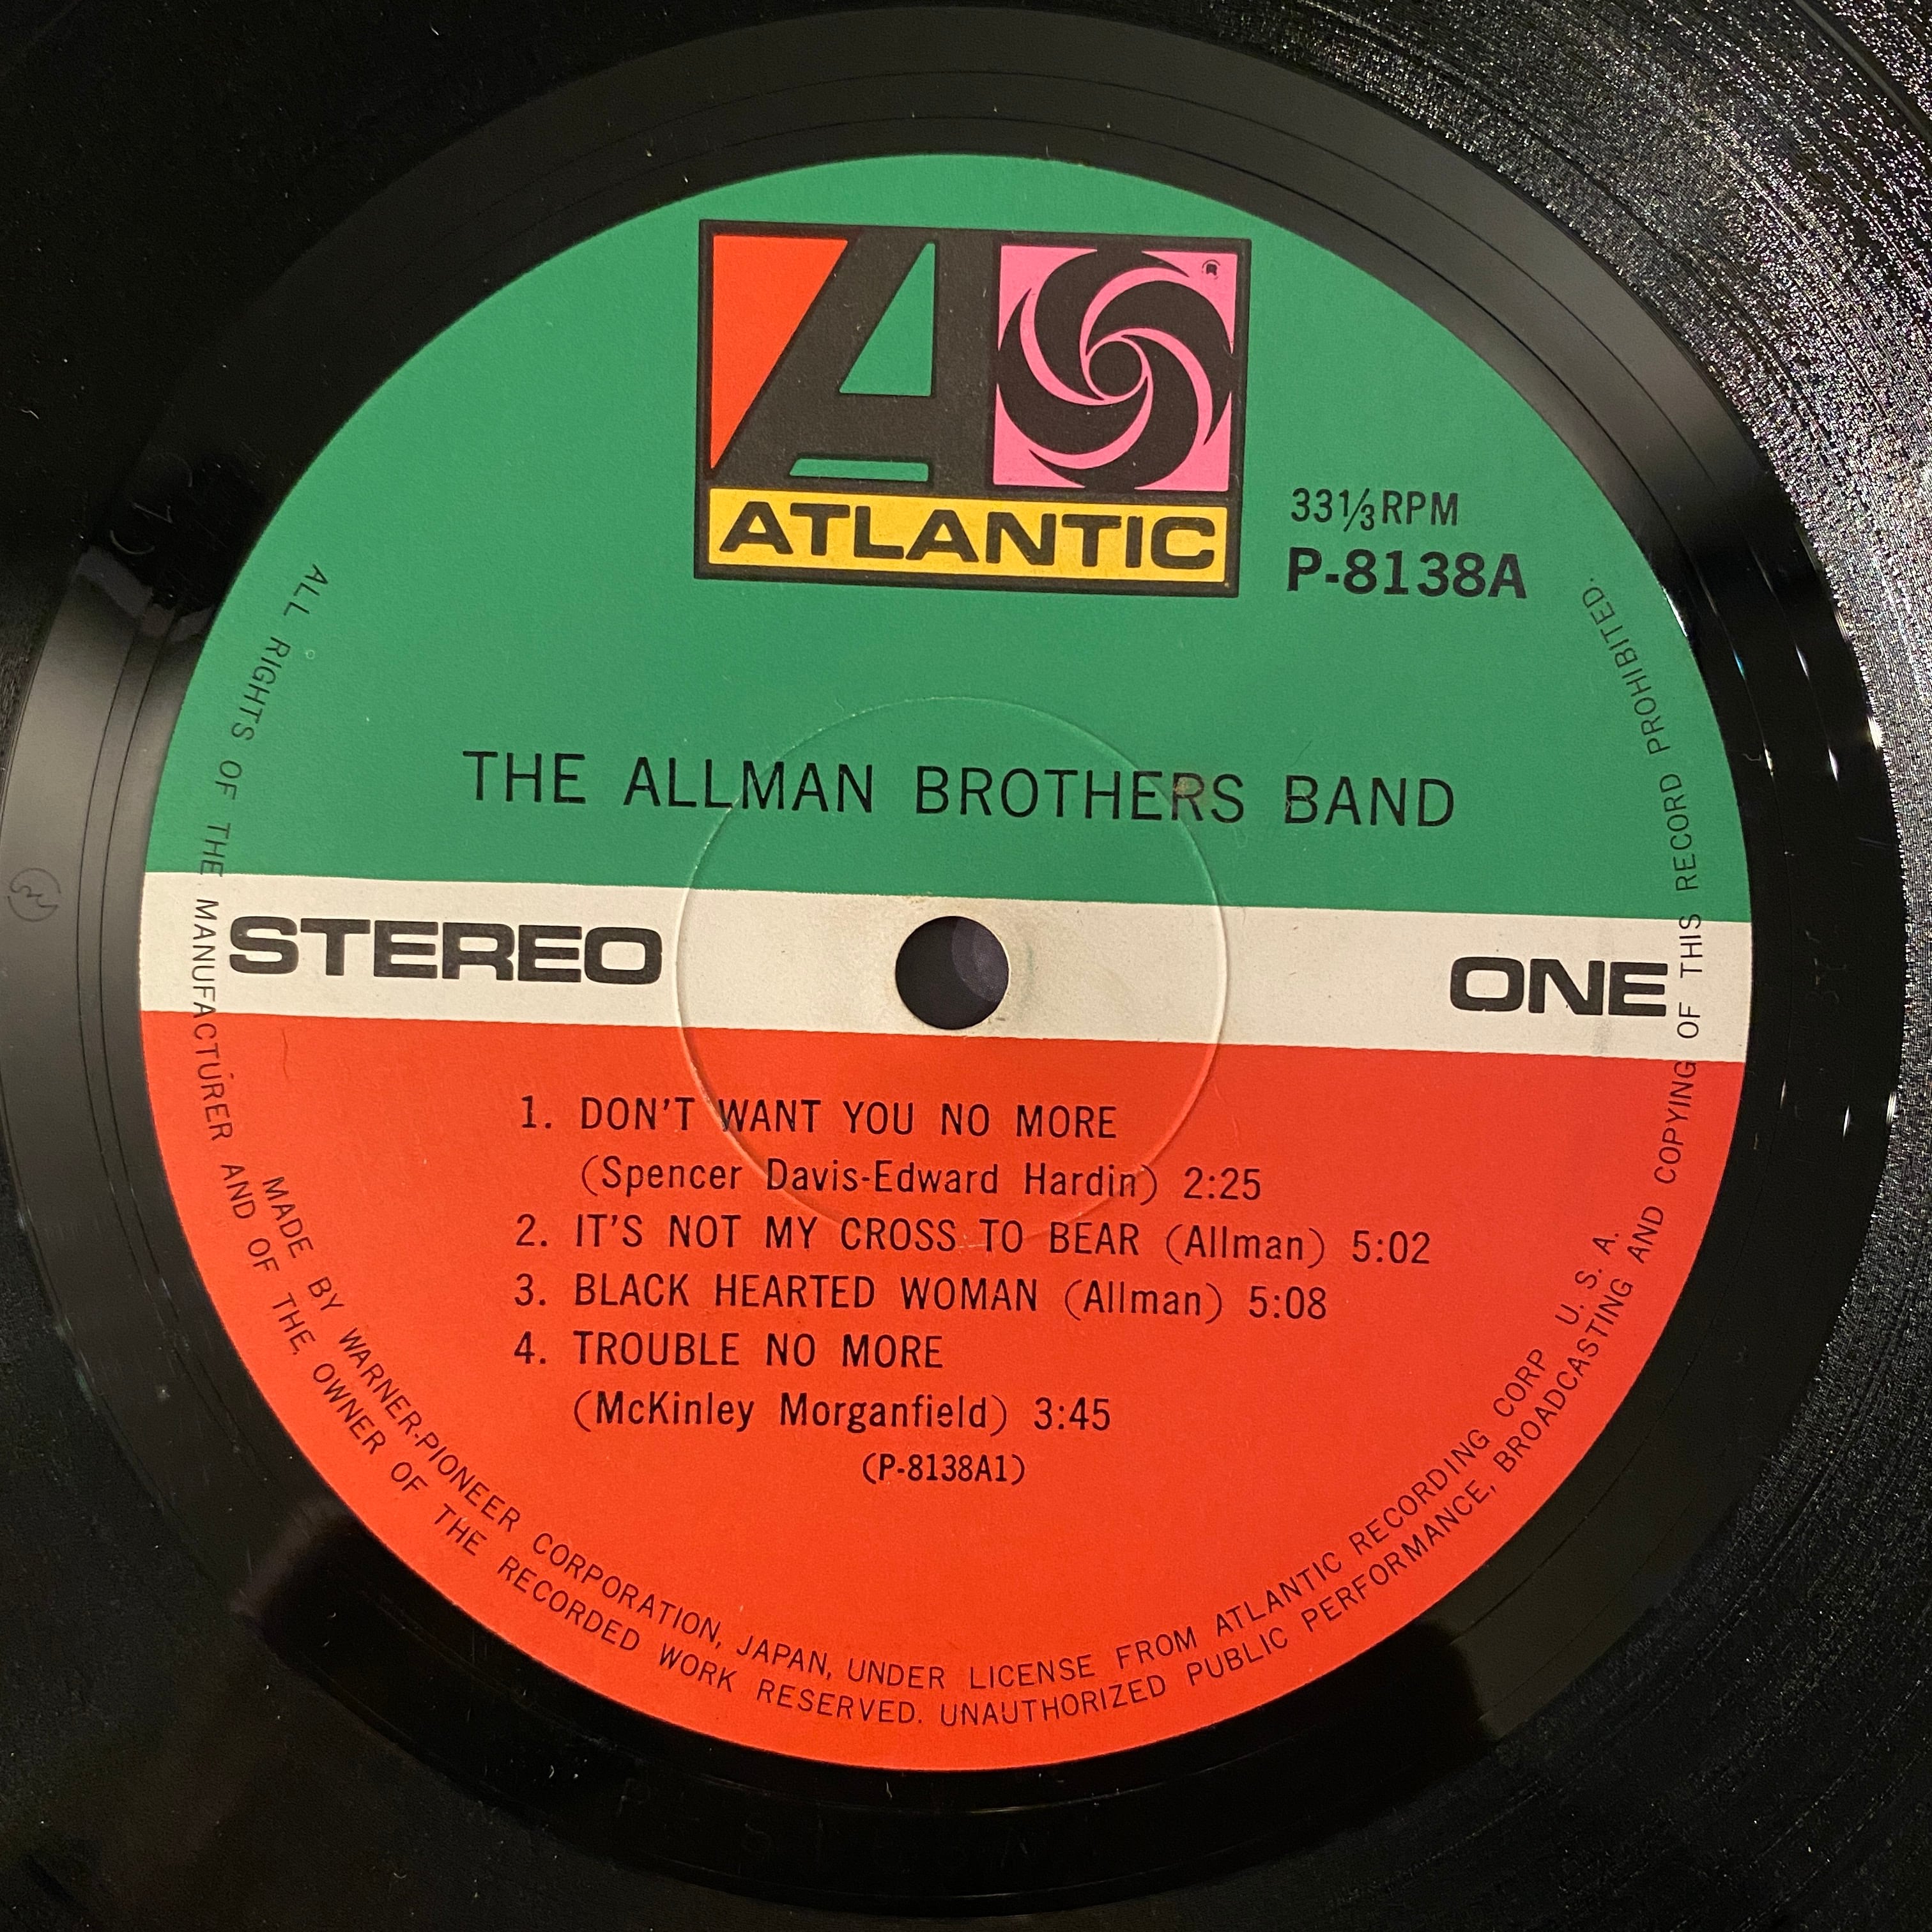 ATLANTIC
®
33⅓ RPM
P-8138A
THE ALLMAN BROTHERS BAND
STEREO
ONE
1. DON'T WANT YOU NO MORE
(Spencer Davis-Edward Hardin) 2:25
2. IT'S NOT MY CROSS TO BEAR (Allman) 5:02
3. BLACK HEARTED WOMAN (Allman) 5:08
4. TROUBLE NO MORE
(McKinley Morganfield) 3:45
(P-8138A1)
MADE BY WARNER-PIONEER CORPORATION, JAPAN, UNDER LICENSE FROM ATLANTIC RECORDING CORP U. S. A.
ALL RIGHTS OF THE MANUFACTURER AND OF THE OWNER OF THE RECORDED WORK RESERVED. UNAUTHORIZED PUBLIC PERFORMANCE, BROADCASTING AND COPYING OF THIS RECORD PROHIBITED.